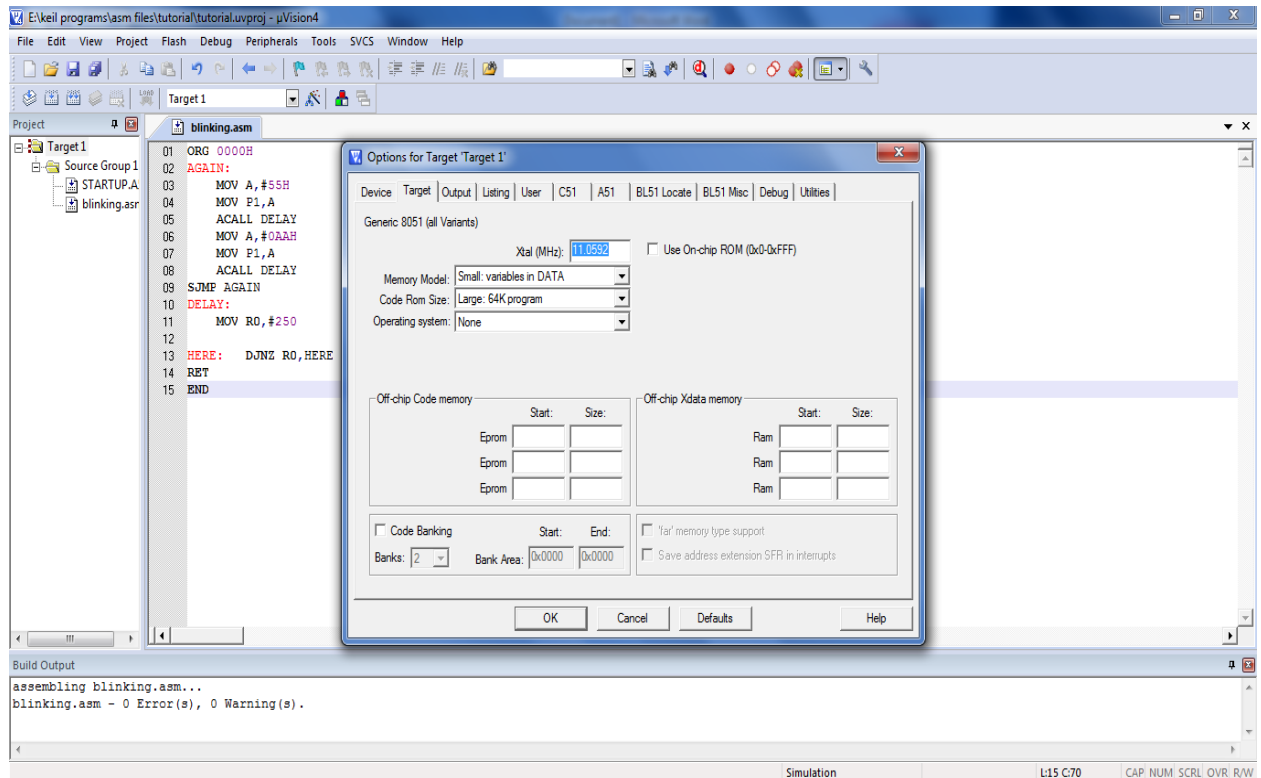 E:\keil programs\asm files\tutorial\tutorial.uvproj - µVision4
File Edit View Project Flash Debug Peripherals Tools SVCS Window Help
LOAD Target 1
Project
blinking.asm
Target 1
Source Group 1
STARTUP.A
blinking.asr
01 ORG 0000H
02 AGAIN:
03 MOV A,#55H
04 MOV P1,A
05 ACALL DELAY
06 MOV A,#0AAH
07 MOV P1,A
08 ACALL DELAY
09 SJMP AGAIN
10 DELAY:
11 MOV R0,#250
12
13 HERE: DJNZ R0,HERE
14 RET
15 END
Options for Target 'Target 1'
Device Target Output Listing User C51 A51 BL51 Locate BL51 Misc Debug Utilities
Generic 8051 (all Variants)
Xtal (MHz): 11.0592 Use On-chip ROM (0x0-0xFFF)
Memory Model: Small: variables in DATA
Code Rom Size: Large: 64K program
Operating system: None
Off-chip Code memory
Start: Size:
Eprom
Eprom
Eprom
Off-chip Xdata memory
Start: Size:
Ram
Ram
Ram
Code Banking Start: End:
Banks: 2 Bank Area: 0x0000 0x0000
'far' memory type support
Save address extension SFR in interrupts
OK Cancel Defaults Help
Build Output
assembling blinking.asm...
blinking.asm - 0 Error(s), 0 Warning(s).
Simulation L:15 C:70 CAP NUM SCRL OVR R/W